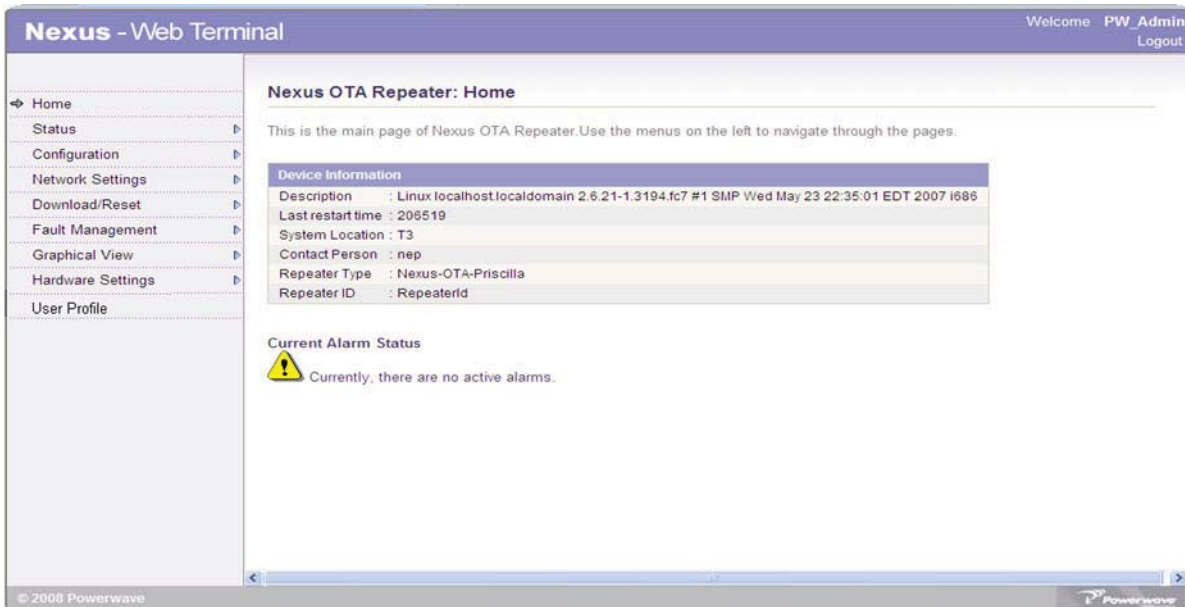 Nexus - Web Terminal
Welcome PW_Admin
Logout
Home
Status
Configuration
Network Settings
Download/Reset
Fault Management
Graphical View
Hardware Settings
User Profile
Nexus OTA Repeater: Home
This is the main page of Nexus OTA Repeater.Use the menus on the left to navigate through the pages.
Device Information
Description : Linux localhost.localdomain 2.6.21-1.3194.fc7 #1 SMP Wed May 23 22:35:01 EDT 2007 i686
Last restart time : 206519
System Location : T3
Contact Person : nep
Repeater Type : Nexus-OTA-Priscilla
Repeater ID : RepeaterId
Current Alarm Status
Currently, there are no active alarms.
© 2008 Powerwave
Powerwave